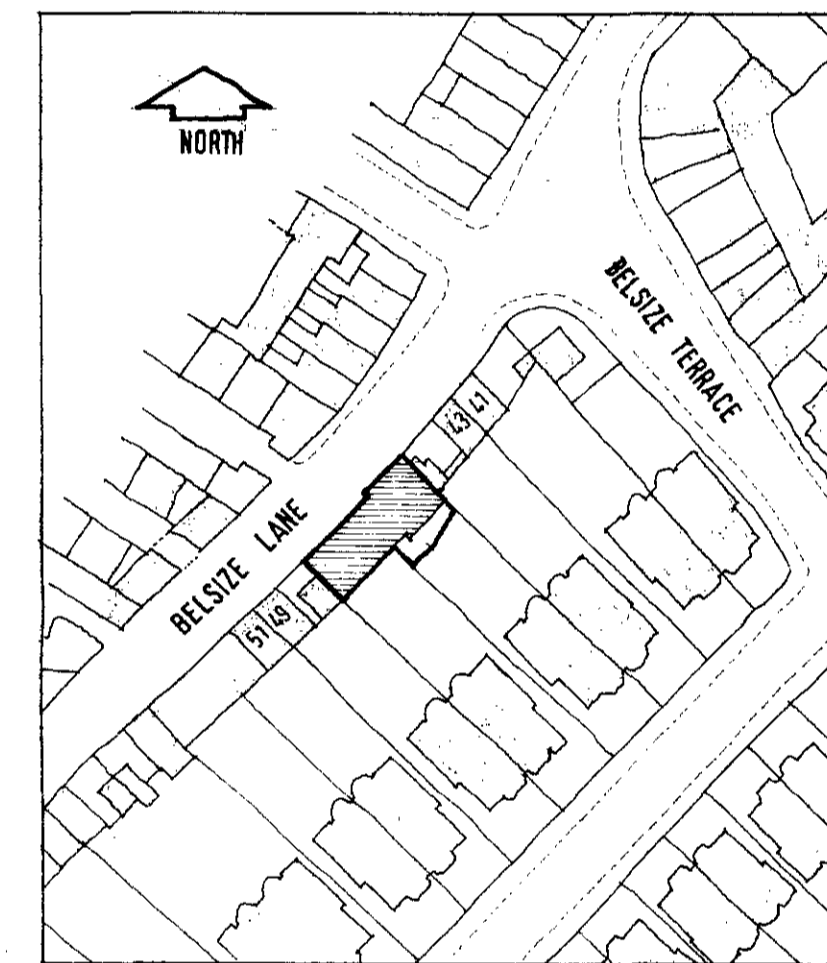 NORTH
BELSIZE TERRACE
43 41
BELSIZE LANE
51 49